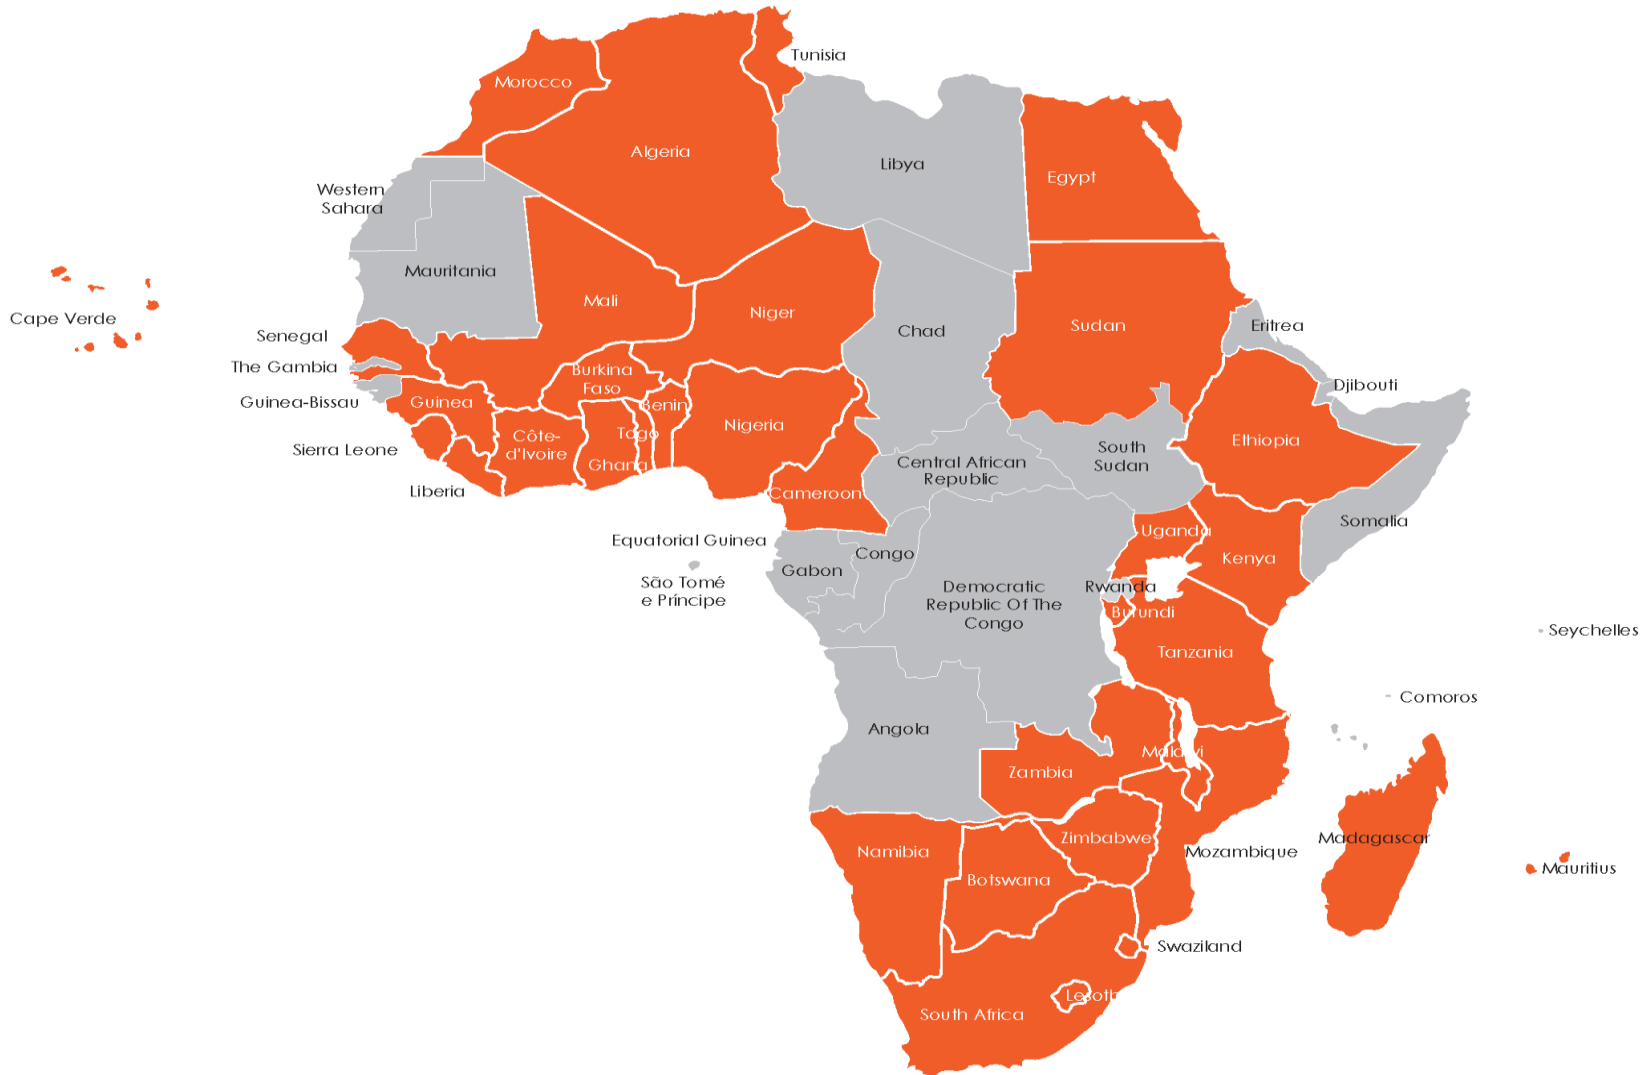 Tunisia
Morocco
Algeria
Libya
Egypt
Western
Sahara
Mauritania
Mali
Niger
Chad
Sudan
Eritrea
Cape Verde
Senegal
The Gambia
Guinea-Bissau
Guinea
Sierra Leone
Liberia
Côte-
d'Ivoire
Burkina
Faso
Ghana
Togo
Benin
Nigeria
Cameroon
Central African
Republic
South
Sudan
Ethiopia
Djibouti
Somalia
Equatorial Guinea
São Tomé
e Príncipe
Gabon
Congo
Democratic
Republic Of The
Congo
Uganda
Kenya
Rwanda
Burundi
Tanzania
Seychelles
Comoros
Angola
Zambia
Malawi
Mozambique
Zimbabwe
Madagascar
Mauritius
Namibia
Botswana
Swaziland
Lesoth
South Africa